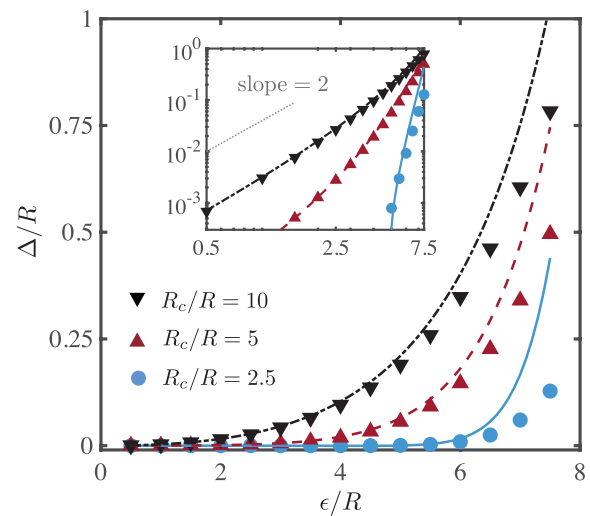 10^0
10^{-1}
10^{-2}
10^{-3}
slope = 2
0.5 2.5 7.5
0.75
0.5
0.25
0
Δ/R
R_c/R = 10
R_c/R = 5
R_c/R = 2.5
0 2 4 6 8
ϵ/R